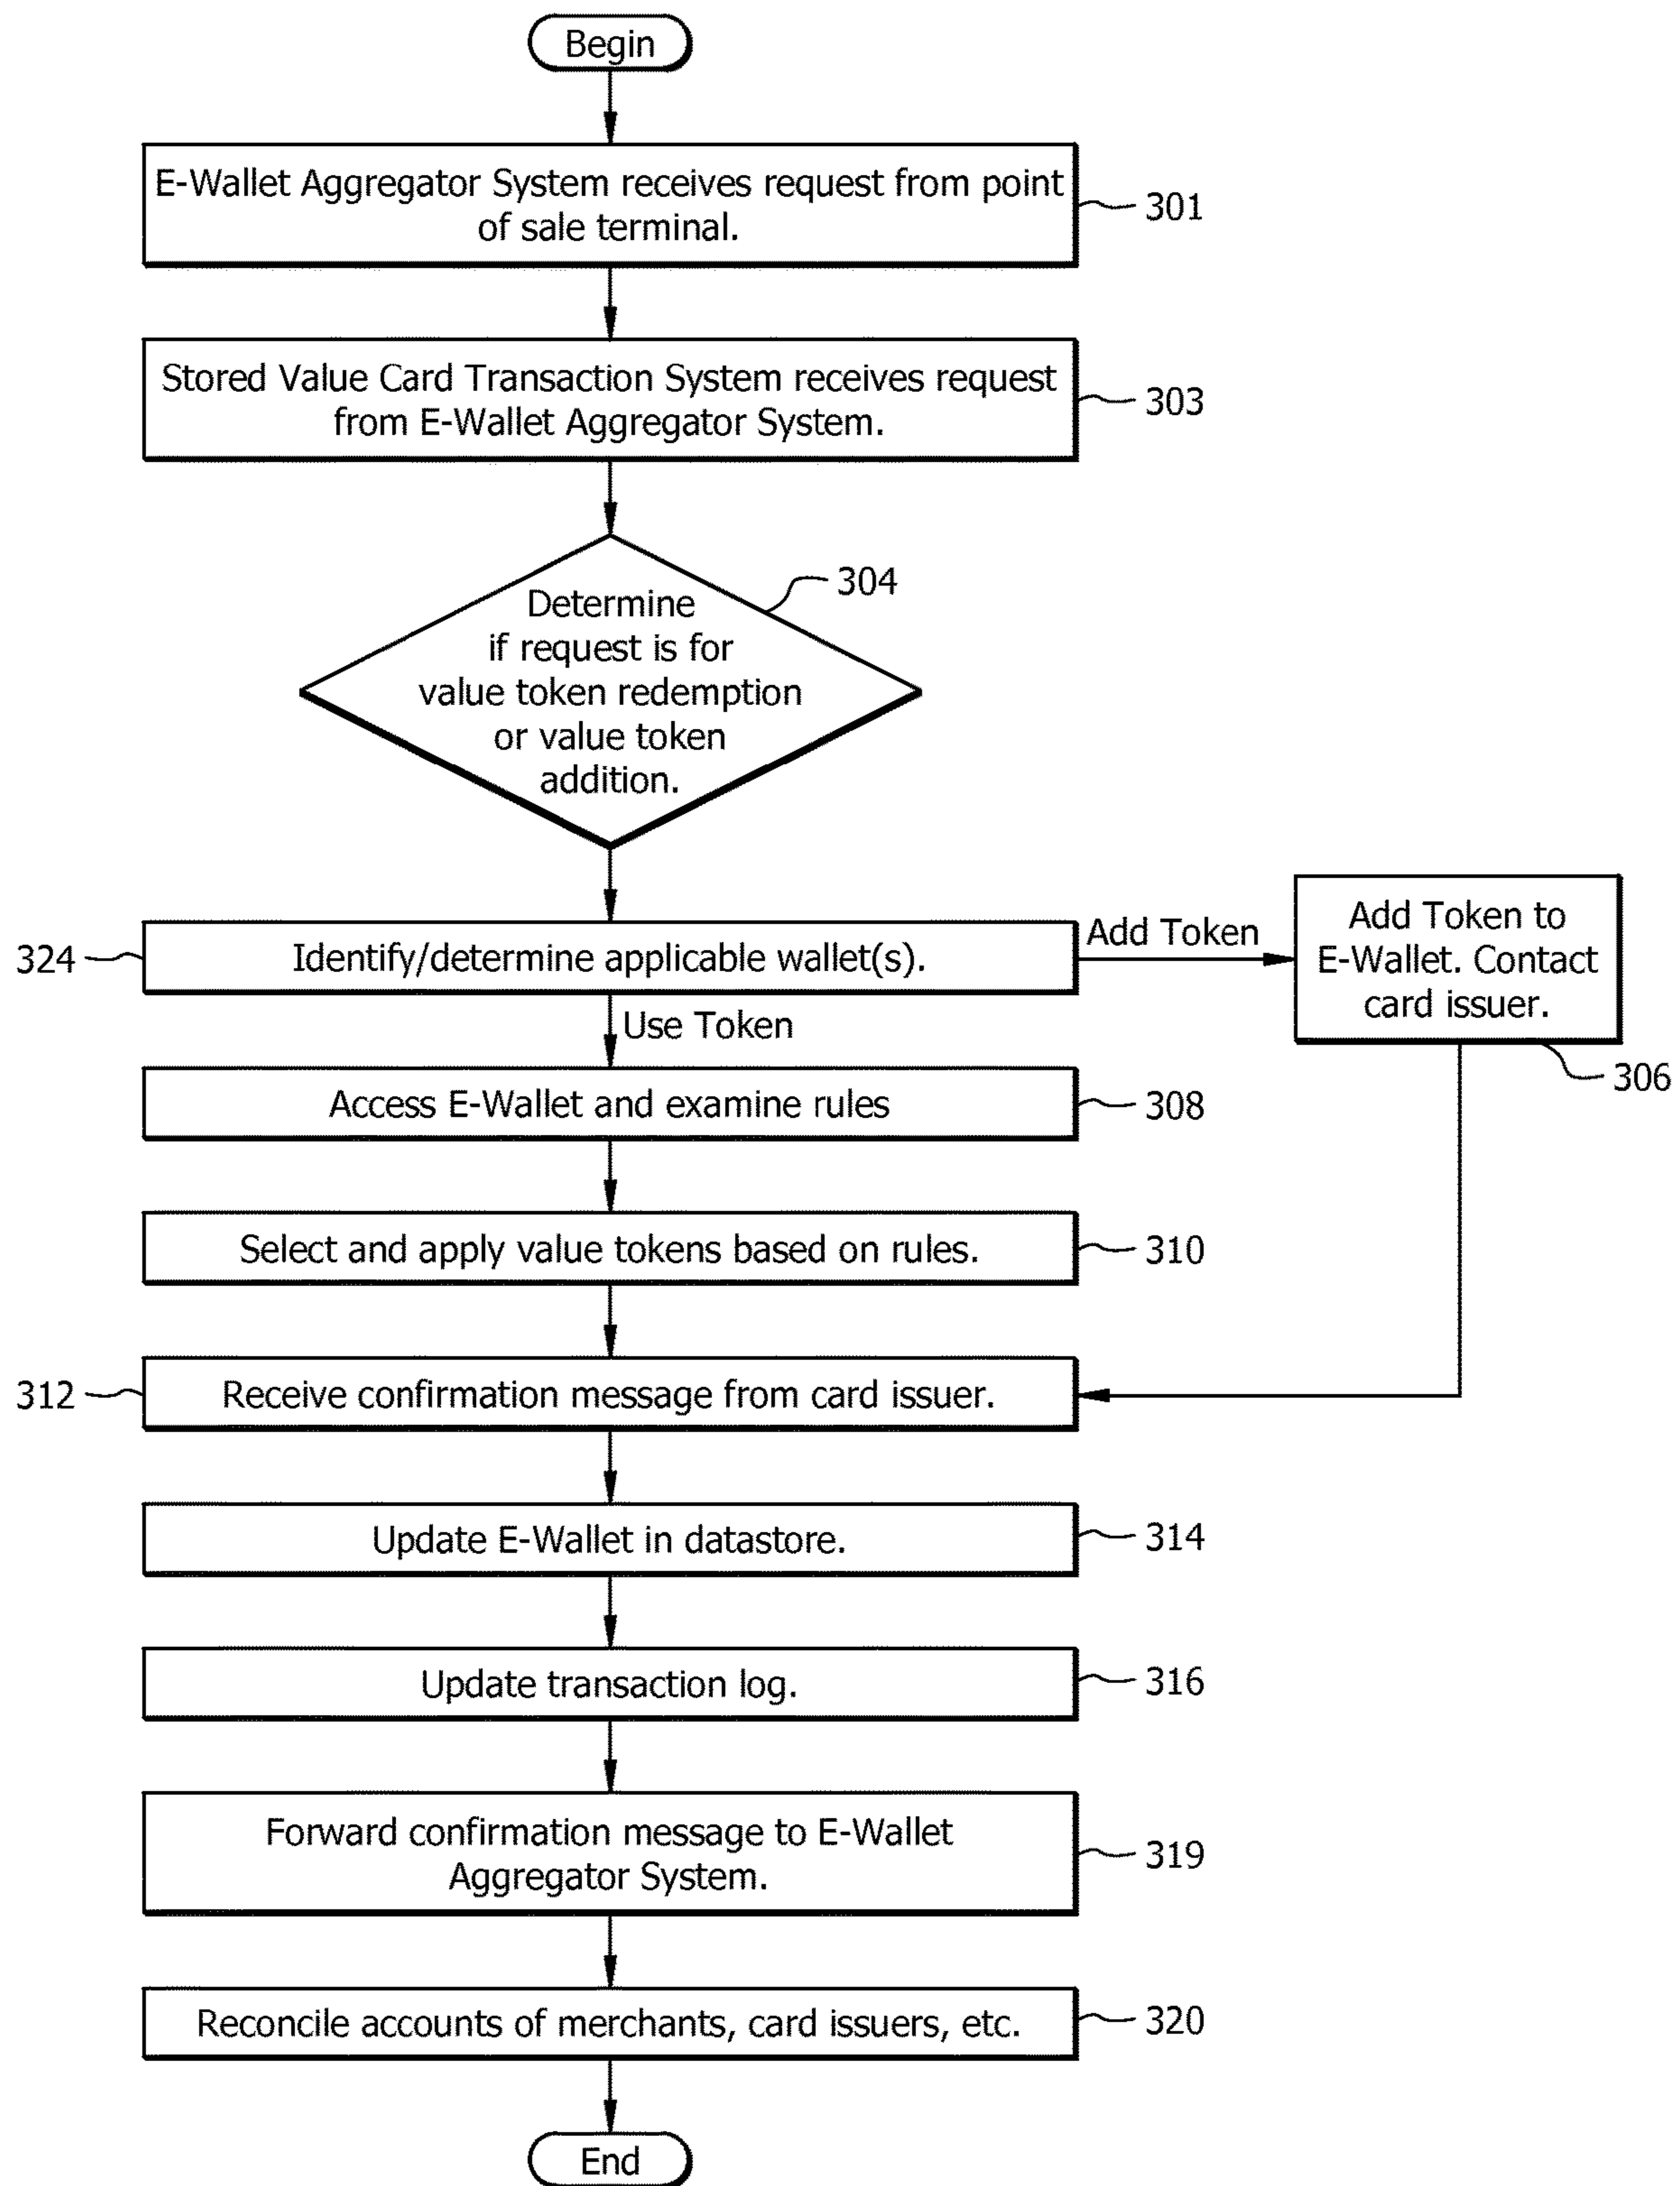 Begin
E-Wallet Aggregator System receives request from point
of sale terminal.
301
Stored Value Card Transaction System receives request
from E-Wallet Aggregator System.
303
304
Determine
if request is for
value token redemption
or value token
addition.
324
Identify/determine applicable wallet(s).
Add Token
Add Token to
E-Wallet. Contact
card issuer.
306
Use Token
Access E-Wallet and examine rules
308
Select and apply value tokens based on rules.
310
312
Receive confirmation message from card issuer.
Update E-Wallet in datastore.
314
Update transaction log.
316
Forward confirmation message to E-Wallet
Aggregator System.
319
Reconcile accounts of merchants, card issuers, etc.
320
End